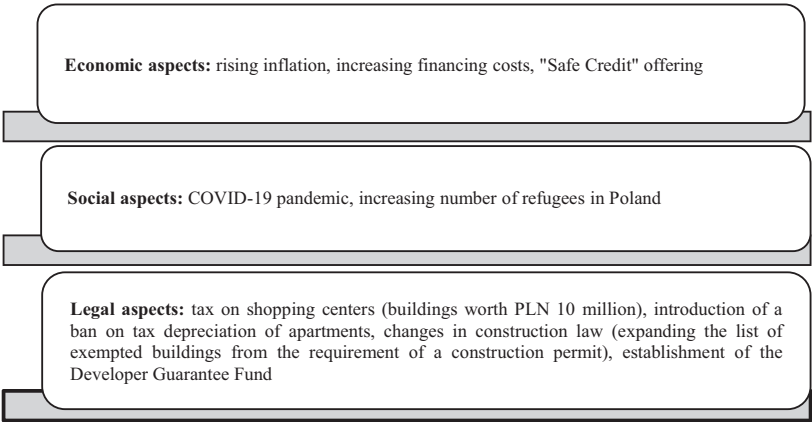 Economic aspects: rising inflation, increasing financing costs, "Safe Credit" offering
Social aspects: COVID-19 pandemic, increasing number of refugees in Poland
Legal aspects: tax on shopping centers (buildings worth PLN 10 million), introduction of a
ban on tax depreciation of apartments, changes in construction law (expanding the list of
exempted buildings from the requirement of a construction permit), establishment of the
Developer Guarantee Fund